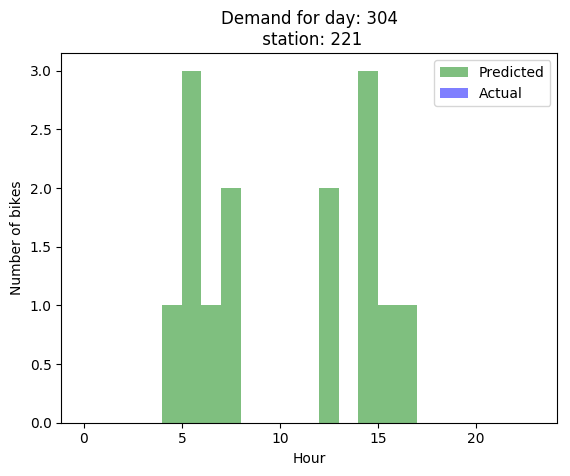 Demand for day: 304
station: 221
Predicted
Actual
Number of bikes
3.0
2.5
2.0
1.5
1.0
0.5
0.0
0 5 10 15 20
Hour